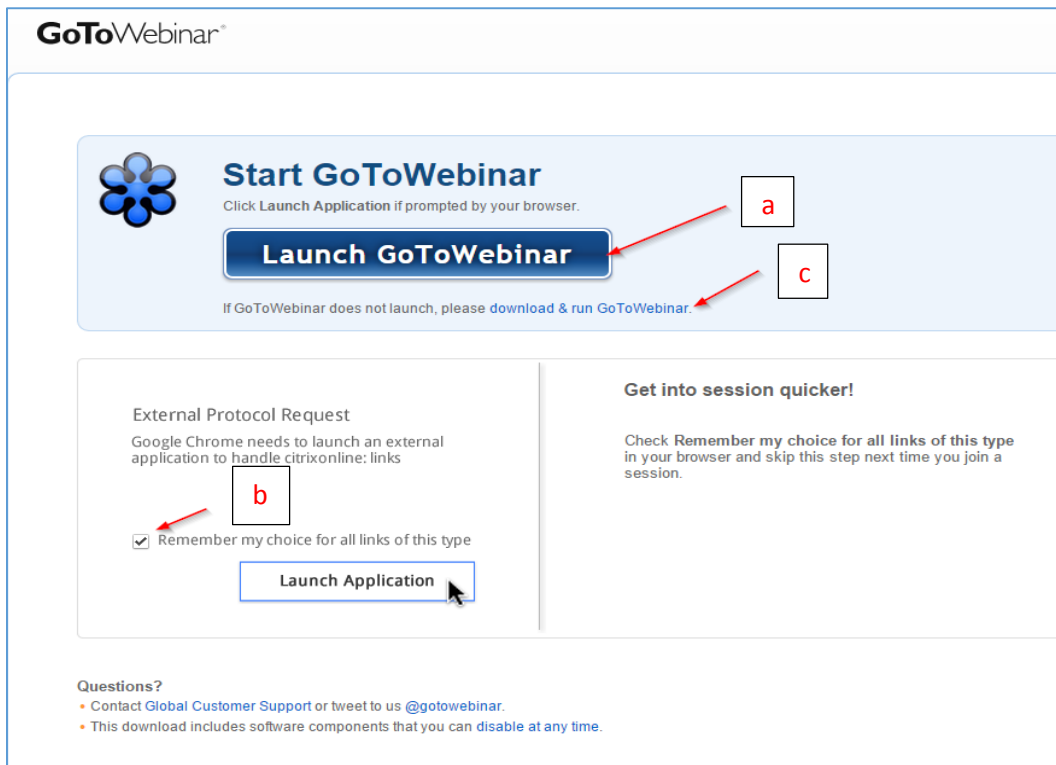 GoToWebinar®
Start GoToWebinar
Click Launch Application if prompted by your browser.
a
Launch GoToWebinar
c
If GoToWebinar does not launch, please download & run GoToWebinar.
External Protocol Request
Google Chrome needs to launch an external
application to handle citrixonline: links
b
Remember my choice for all links of this type
Launch Application
Get into session quicker!
Check Remember my choice for all links of this type
in your browser and skip this step next time you join a
session.
Questions?
• Contact Global Customer Support or tweet to us @gotowebinar.
• This download includes software components that you can disable at any time.